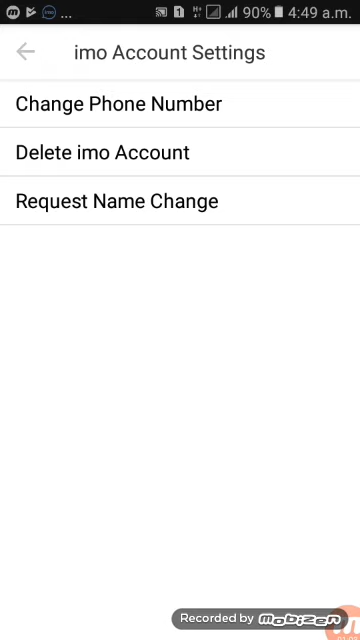 ... 90% 4:49 a.m.
imo Account Settings
Change Phone Number
Delete imo Account
Request Name Change
Recorded by MOBIZEN